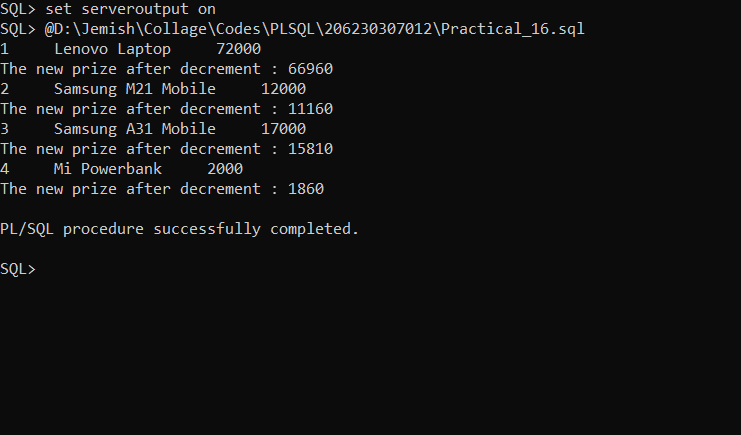 SQL> set serveroutput on
SQL> @D:\Jemish\Collage\Codes\PLSQL\206230307012\Practical_16.sql
1     Lenovo Laptop     72000
The new prize after decrement : 66960
2     Samsung M21 Mobile     12000
The new prize after decrement : 11160
3     Samsung A31 Mobile     17000
The new prize after decrement : 15810
4     Mi Powerbank     2000
The new prize after decrement : 1860
PL/SQL procedure successfully completed.
SQL>